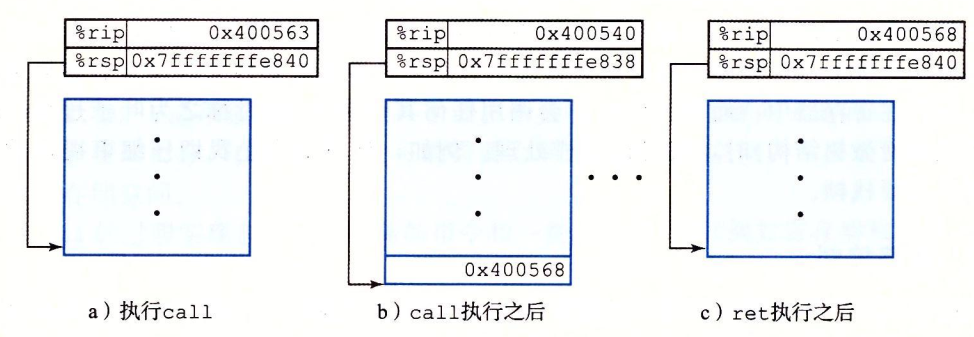 %rip 0x400563
%rsp 0x7fffffffe840
%rip 0x400540
%rsp 0x7fffffffe838
%rip 0x400568
%rsp 0x7fffffffe840
0x400568
a）执行call
b）call执行之后
c）ret执行之后